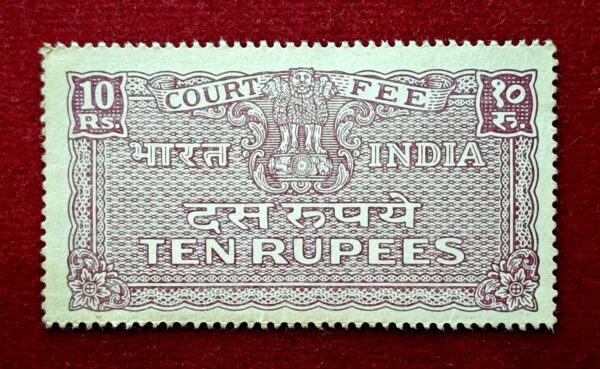 10 Rs. COURT FEE १० रु.
भारत INDIA
दस रुपये
TEN RUPEES